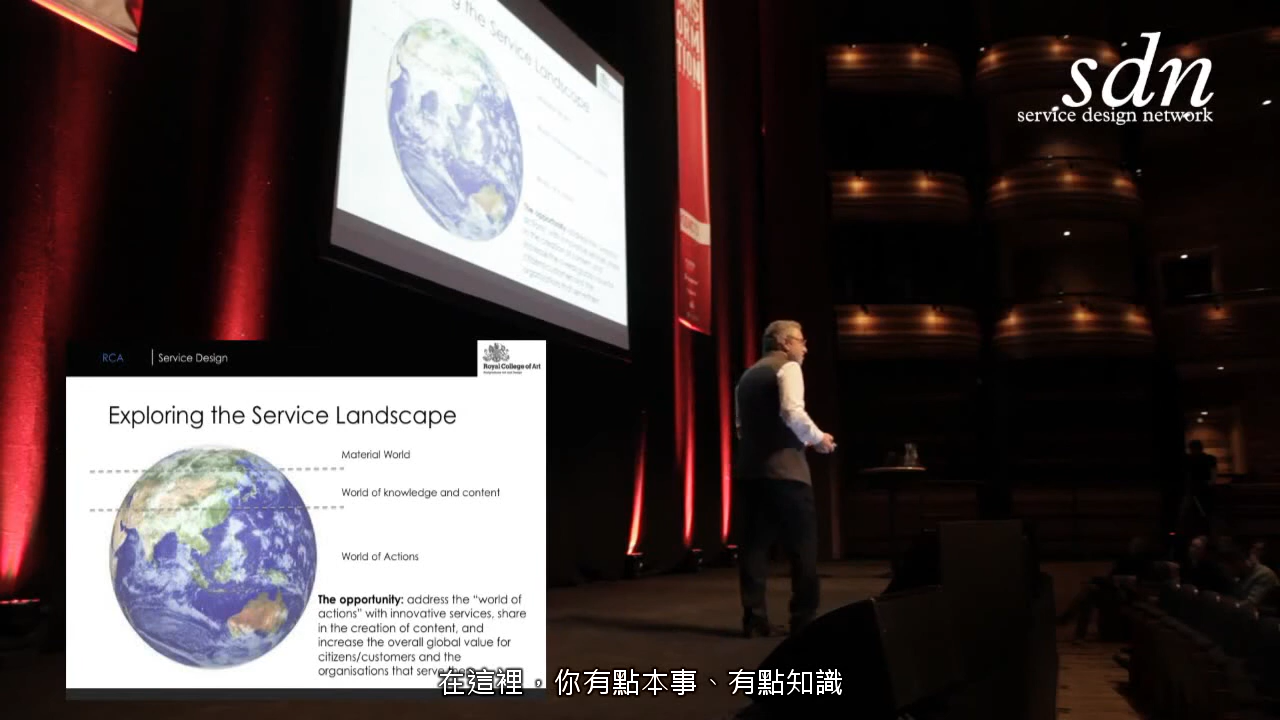 sdn
service design network
g the Service Landscape
RCA
Service Design
Royal College of Art
Exploring the Service Landscape
Material World
World of knowledge and content
World of Actions
The opportunity: address the “world of
actions” with innovative services, share
in the creation of content, and
increase the overall global value for
citizens/customers and the
organisations that serve
在這裡，你有點本事、有點知識